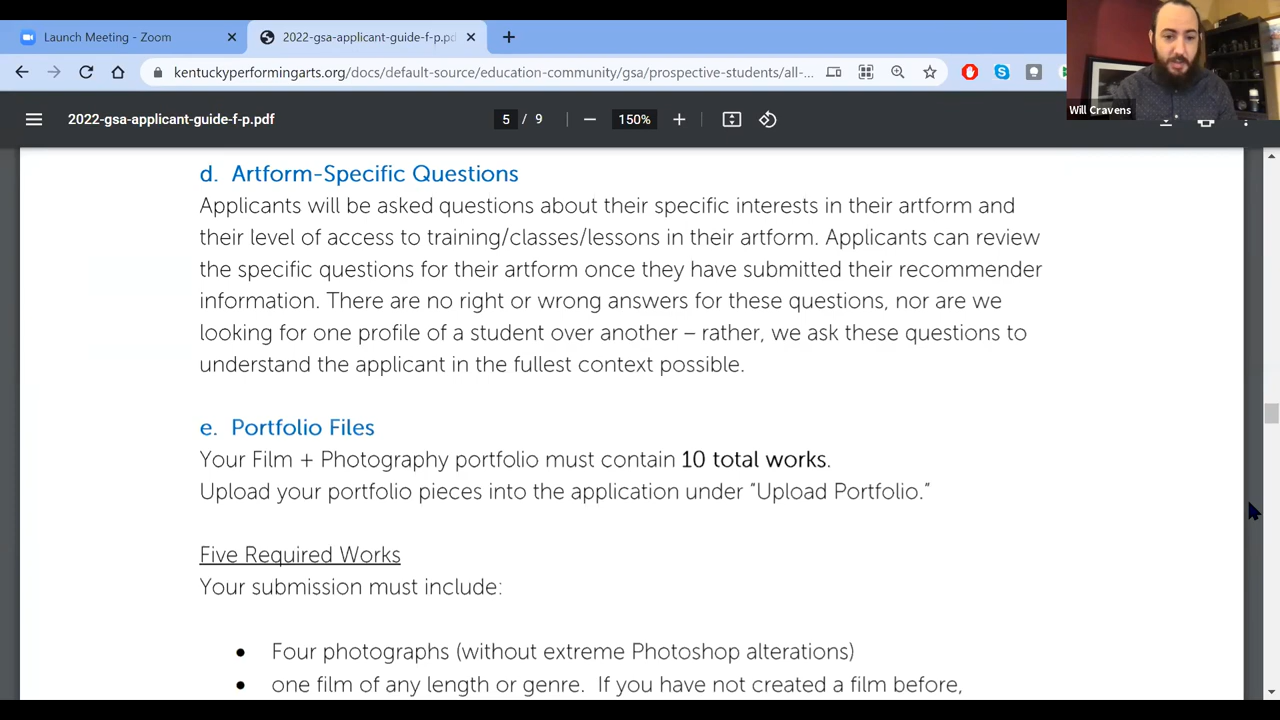 Launch Meeting - Zoom
2022-gsa-applicant-guide-f-p.pd
kentuckyperformingarts.org/docs/default-source/education-community/gsa/prospective-students/all-...
Will Cravens
2022-gsa-applicant-guide-f-p.pdf
5 / 9
150%
d. Artform-Specific Questions
Applicants will be asked questions about their specific interests in their artform and
their level of access to training/classes/lessons in their artform. Applicants can review
the specific questions for their artform once they have submitted their recommender
information. There are no right or wrong answers for these questions, nor are we
looking for one profile of a student over another – rather, we ask these questions to
understand the applicant in the fullest context possible.
e. Portfolio Files
Your Film + Photography portfolio must contain 10 total works.
Upload your portfolio pieces into the application under “Upload Portfolio.”
Five Required Works
Your submission must include:
• Four photographs (without extreme Photoshop alterations)
• one film of any length or genre. If you have not created a film before,